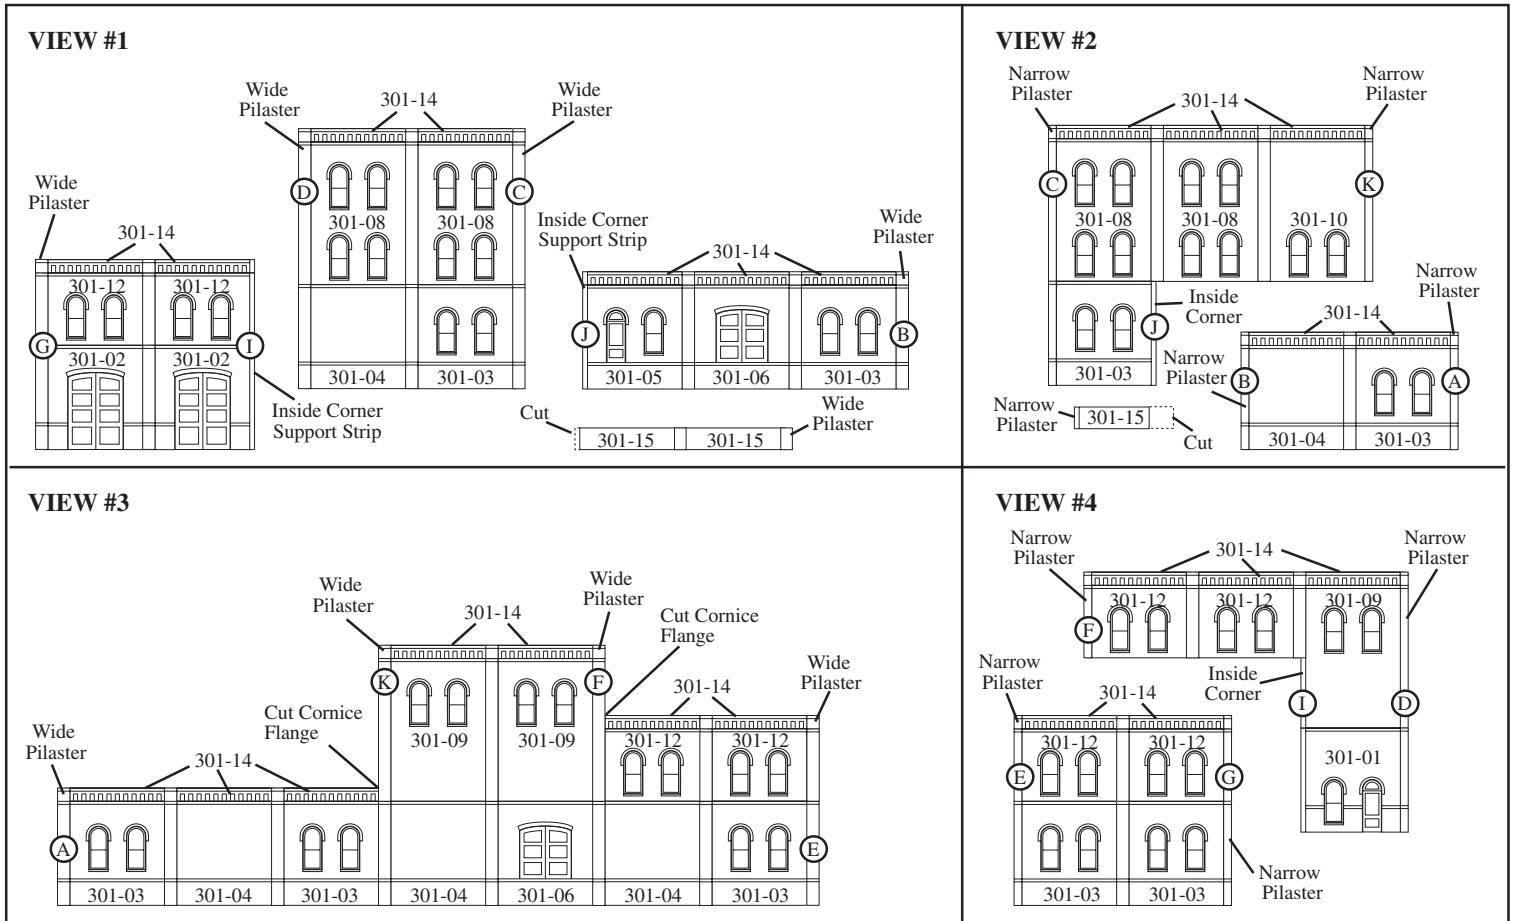 VIEW #1
Wide
Pilaster
301-14
Wide
Pilaster
D
C
301-08
301-08
301-04
301-03
Wide
Pilaster
301-14
301-12
301-12
G
I
301-02
301-02
Inside Corner
Support Strip
Inside Corner
Support Strip
301-14
Wide
Pilaster
J
B
301-05
301-06
301-03
Cut
301-15
301-15
Wide
Pilaster
VIEW #2
Narrow
Pilaster
301-14
Narrow
Pilaster
C
K
301-08
301-08
301-10
Inside
Corner
J
301-03
Narrow
Pilaster
301-15
Cut
Narrow
Pilaster
301-14
Narrow
Pilaster
B
A
301-04
301-03
VIEW #3
Wide
Pilaster
301-14
Wide
Pilaster
Cut Cornice
Flange
K
F
301-09
301-09
301-14
Wide
Pilaster
301-12
301-12
Cut Cornice
Flange
Wide
Pilaster
301-14
A
E
301-03
301-04
301-03
301-04
301-06
301-04
301-03
VIEW #4
Narrow
Pilaster
301-14
Narrow
Pilaster
301-12
301-12
301-09
F
Inside
Corner
I
D
301-01
Narrow
Pilaster
301-14
301-12
301-12
E
G
301-03
301-03
Narrow
Pilaster